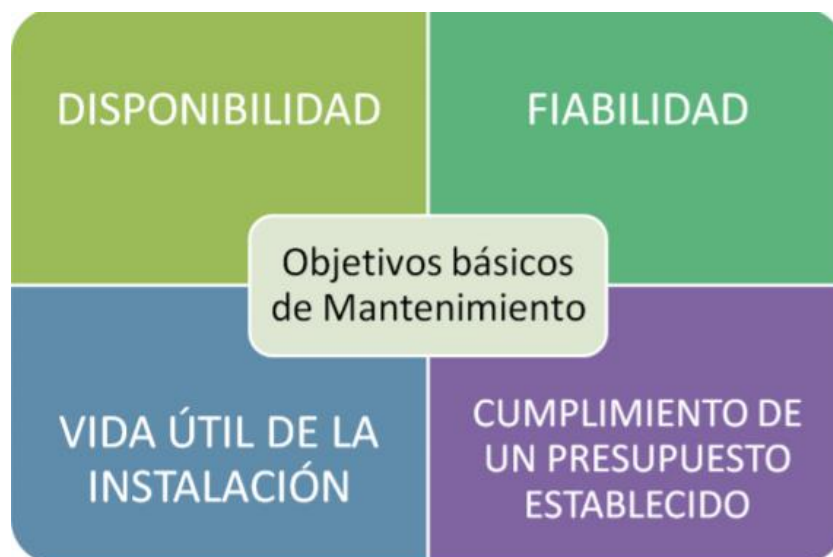 DISPONIBILIDAD
FIABILIDAD
Objetivos básicos
de Mantenimiento
VIDA ÚTIL DE LA
INSTALACIÓN
CUMPLIMIENTO DE
UN PRESUPUESTO
ESTABLECIDO